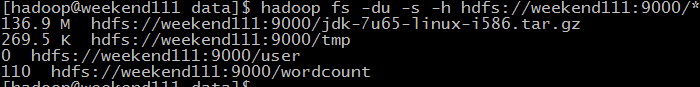 [hadoop@weekend111 data]$ hadoop fs -du -s -h hdfs://weekend111:9000/*
136.9 M  hdfs://weekend111:9000/jdk-7u65-linux-i586.tar.gz
269.5 K  hdfs://weekend111:9000/tmp
0  hdfs://weekend111:9000/user
110  hdfs://weekend111:9000/wordcount
[hadoop@weekend111 data]$